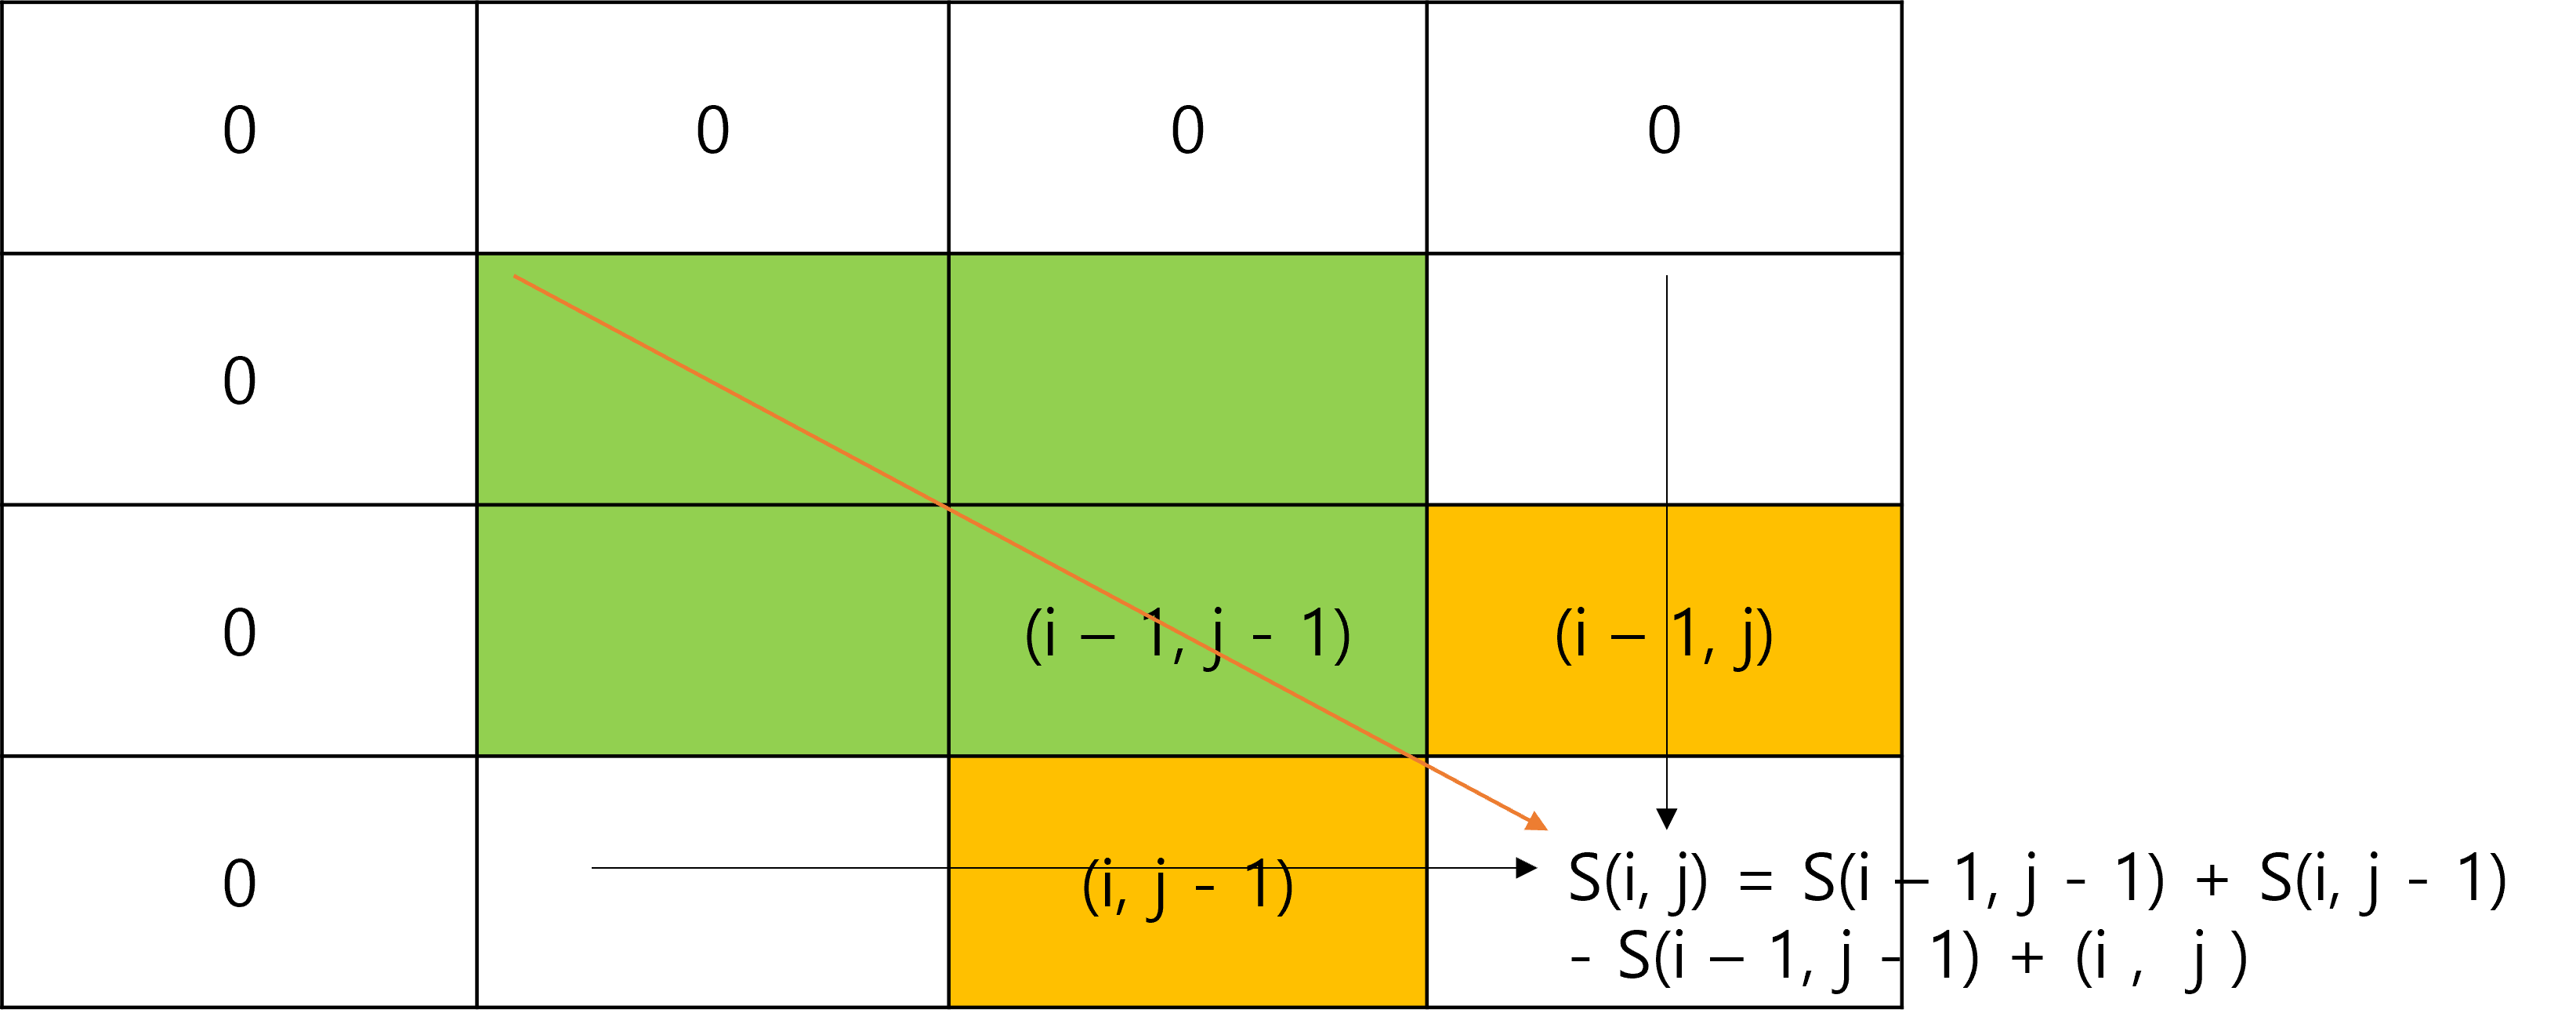 0 0 0 0
0
0 (i – 1, j - 1) (i – 1, j)
0 (i, j - 1) S(i, j) = S(i – 1, j - 1) + S(i, j - 1)
- S(i – 1, j - 1) + (i , j )